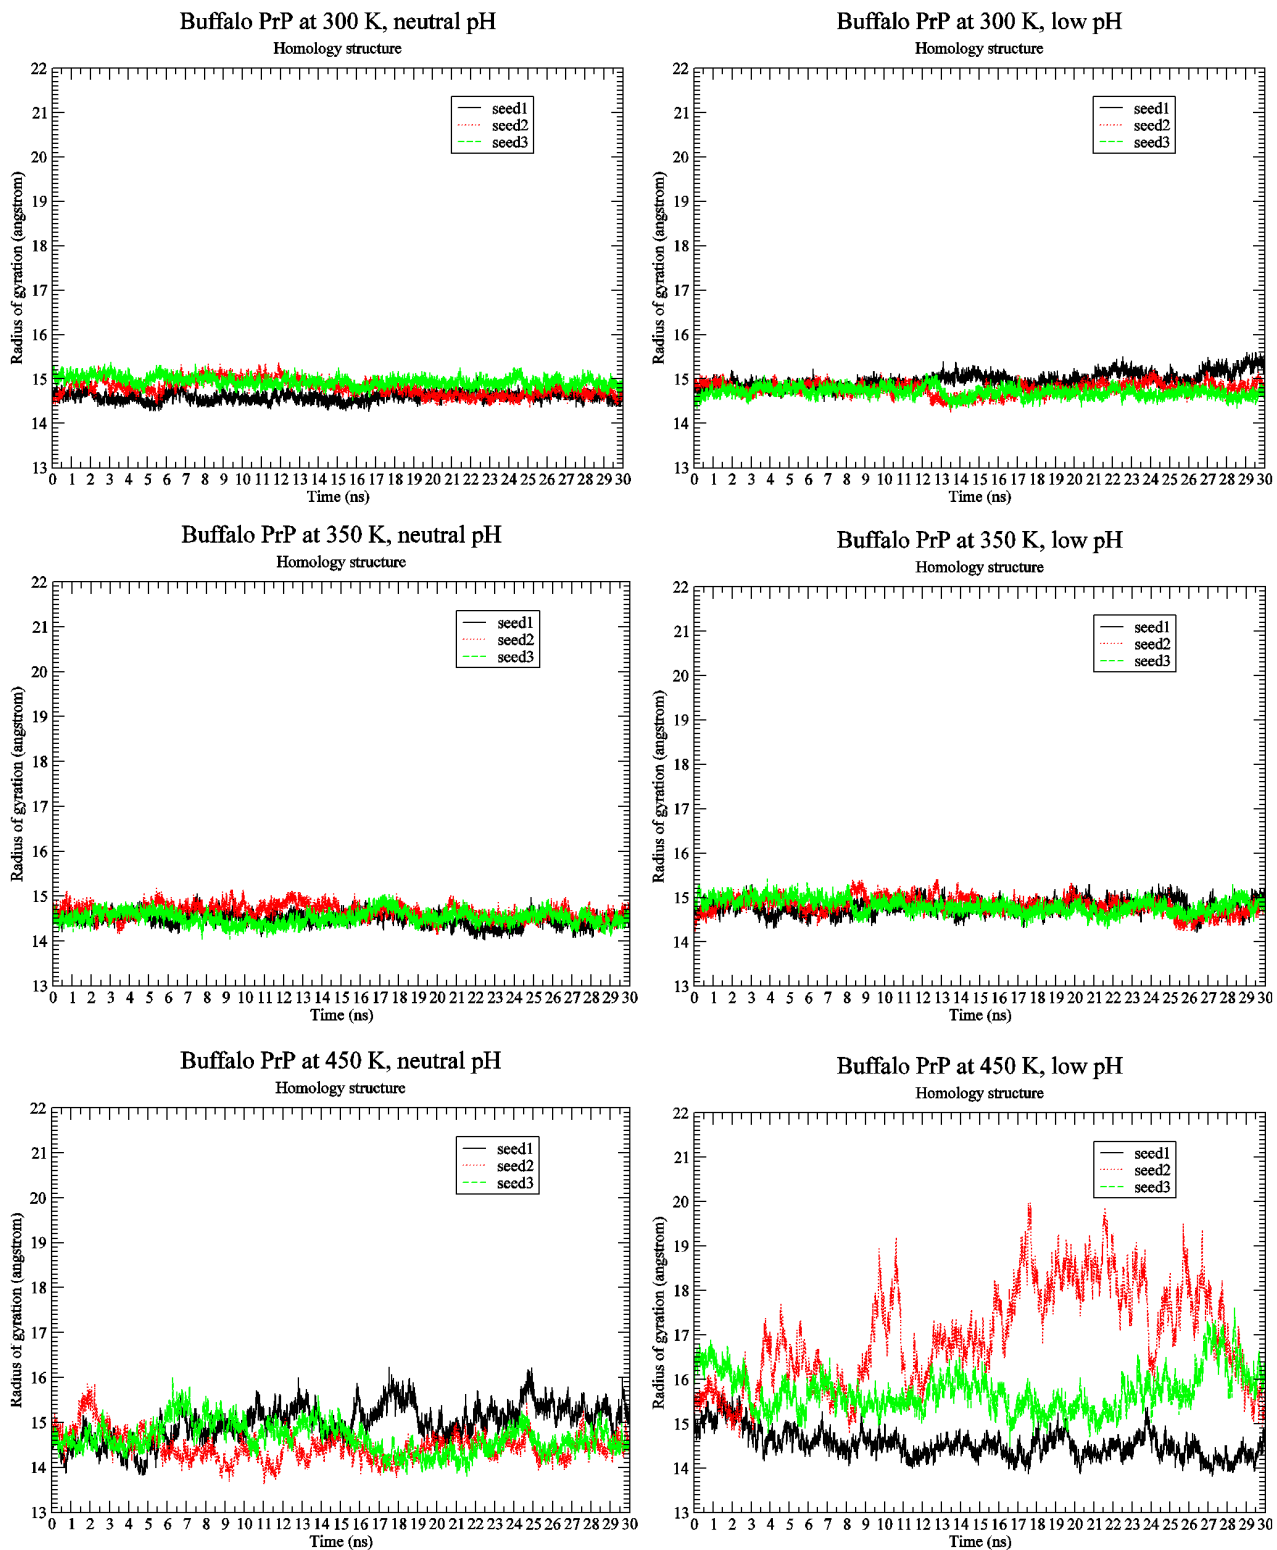 Buffalo PrP at 300 K, neutral pH
Homology structure
22
21
20
19
18
17
16
15
14
13
Radius of gyration (angstrom)
seed1
seed2
seed3
0 1 2 3 4 5 6 7 8 9 10 11 12 13 14 15 16 17 18 19 20 21 22 23 24 25 26 27 28 29 30
Time (ns)
Buffalo PrP at 300 K, low pH
Homology structure
22
21
20
19
18
17
16
15
14
13
Radius of gyration (angstrom)
seed1
seed2
seed3
0 1 2 3 4 5 6 7 8 9 10 11 12 13 14 15 16 17 18 19 20 21 22 23 24 25 26 27 28 29 30
Time (ns)
Buffalo PrP at 350 K, neutral pH
Homology structure
22
21
20
19
18
17
16
15
14
13
Radius of gyration (angstrom)
seed1
seed2
seed3
0 1 2 3 4 5 6 7 8 9 10 11 12 13 14 15 16 17 18 19 20 21 22 23 24 25 26 27 28 29 30
Time (ns)
Buffalo PrP at 350 K, low pH
Homology structure
22
21
20
19
18
17
16
15
14
13
Radius of gyration (angstrom)
seed1
seed2
seed3
0 1 2 3 4 5 6 7 8 9 10 11 12 13 14 15 16 17 18 19 20 21 22 23 24 25 26 27 28 29 30
Time (ns)
Buffalo PrP at 450 K, neutral pH
Homology structure
22
21
20
19
18
17
16
15
14
13
Radius of gyration (angstrom)
seed1
seed2
seed3
0 1 2 3 4 5 6 7 8 9 10 11 12 13 14 15 16 17 18 19 20 21 22 23 24 25 26 27 28 29 30
Time (ns)
Buffalo PrP at 450 K, low pH
Homology structure
22
21
20
19
18
17
16
15
14
13
Radius of gyration (angstrom)
seed1
seed2
seed3
0 1 2 3 4 5 6 7 8 9 10 11 12 13 14 15 16 17 18 19 20 21 22 23 24 25 26 27 28 29 30
Time (ns)